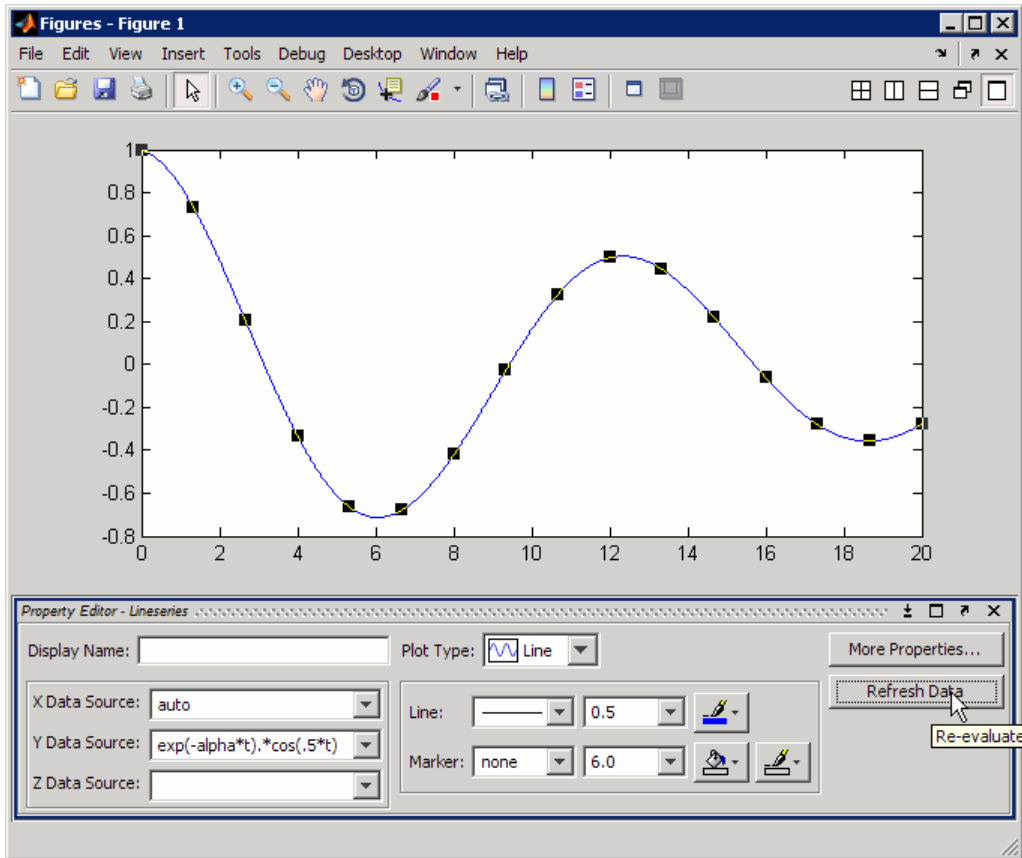 Figures - Figure 1
File Edit View Insert Tools Debug Desktop Window Help
1
0.8
0.6
0.4
0.2
0
-0.2
-0.4
-0.6
-0.8
0 2 4 6 8 10 12 14 16 18 20
Property Editor - Lineseries
Display Name:
Plot Type: Line
More Properties...
X Data Source: auto
Y Data Source: exp(-alpha*t).*cos(.5*t)
Z Data Source:
Line: 0.5
Marker: none 6.0
Refresh Data
Re-evaluate